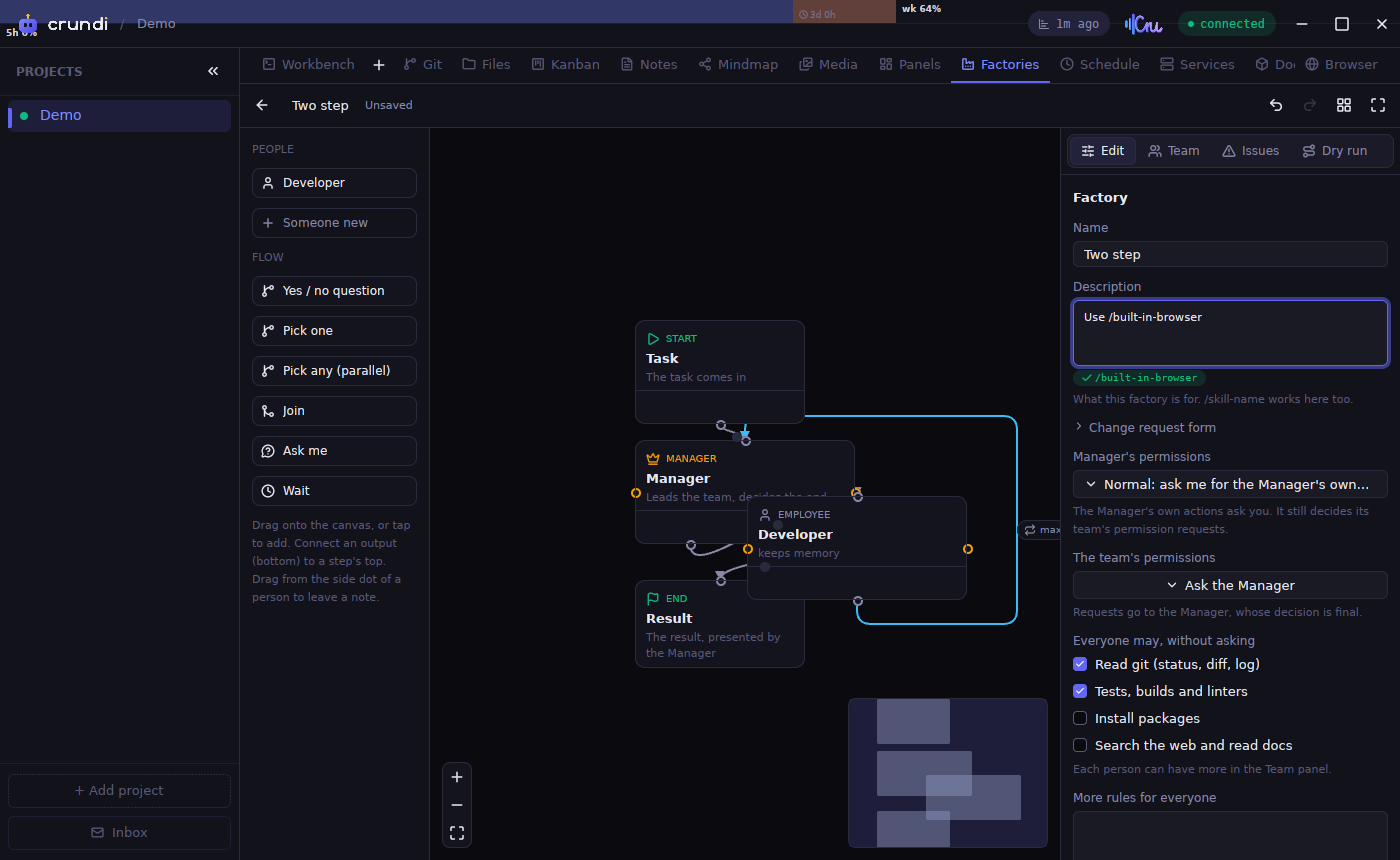 3d 0h
wk 64%
5h 6%
crundi / Demo
1m ago
Cru
connected
PROJECTS
Workbench
Git
Files
Kanban
Notes
Mindmap
Media
Panels
Factories
Schedule
Services
Doc
Browser
Demo
Two step
Unsaved
PEOPLE
Developer
Someone new
FLOW
Yes / no question
Pick one
Pick any (parallel)
Join
Ask me
Wait
Drag onto the canvas, or tap
to add. Connect an output
(bottom) to a step's top.
Drag from the side dot of a
person to leave a note.
START
Task
The task comes in
MANAGER
Manager
Leads the team, decides the end
EMPLOYEE
Developer
keeps memory
max
END
Result
The result, presented by
the Manager
Edit
Team
Issues
Dry run
Factory
Name
Two step
Description
Use /built-in-browser
/built-in-browser
What this factory is for. /skill-name works here too.
Change request form
Manager's permissions
Normal: ask me for the Manager's own...
The Manager's own actions ask you. It still decides its
team's permission requests.
The team's permissions
Ask the Manager
Requests go to the Manager, whose decision is final.
Everyone may, without asking
Read git (status, diff, log)
Tests, builds and linters
Install packages
Search the web and read docs
Each person can have more in the Team panel.
More rules for everyone
+ Add project
Inbox